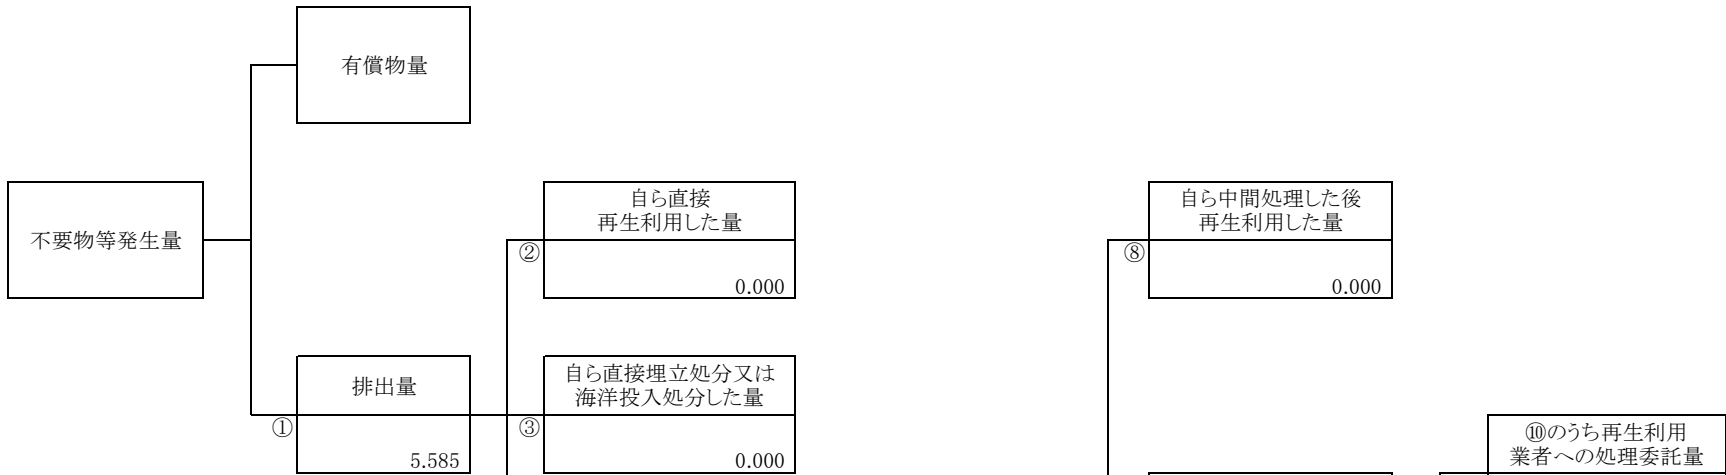 有償物量
不要物等発生量
自ら直接
再生利用した量
②
0.000
自ら中間処理した後
再生利用した量
⑧
0.000
排出量
①
5.585
自ら直接埋立処分又は
海洋投入処分した量
③
0.000
⑩のうち再生利用
業者への処理委託量